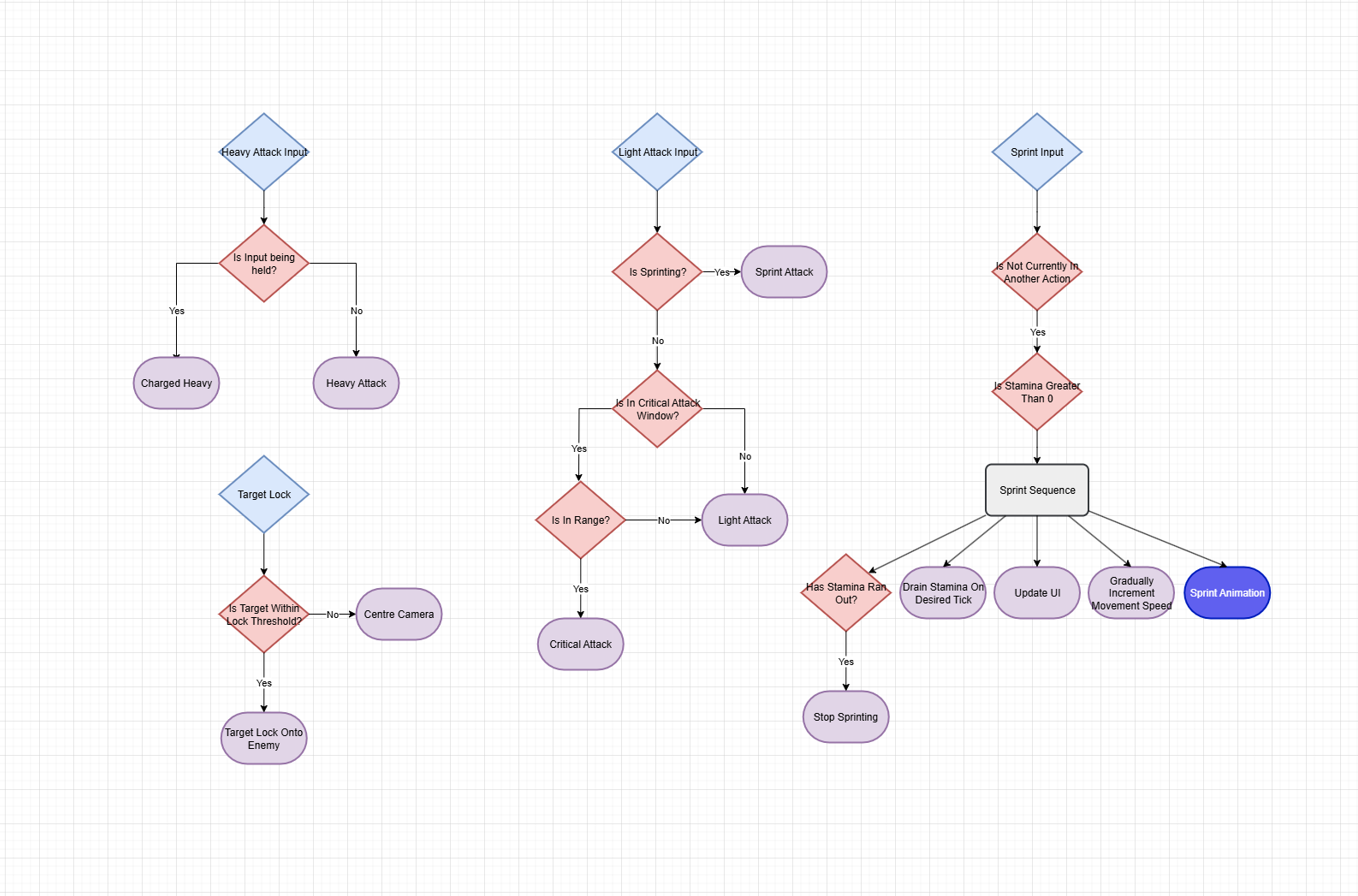 Heavy Attack Input
Is Input being
held?
Yes
No
Charged Heavy
Heavy Attack
Target Lock
Is Target Within
Lock Threshold?
No
Centre Camera
Yes
Target Lock Onto
Enemy
Light Attack Input
Is Sprinting?
Yes
Sprint Attack
No
Is In Critical Attack
Window?
Yes
No
Is In Range?
No
Light Attack
Yes
Critical Attack
Sprint Input
Is Not Currently In
Another Action
Yes
Is Stamina Greater
Than 0
Sprint Sequence
Has Stamina Ran
Out?
Drain Stamina On
Desired Tick
Update UI
Gradually
Increment
Movement Speed
Sprint Animation
Yes
Stop Sprinting